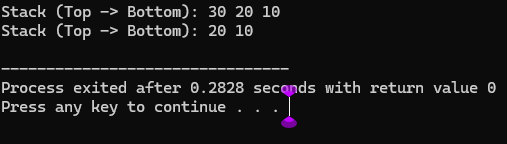 Stack (Top -> Bottom): 30 20 10
Stack (Top -> Bottom): 20 10
--------------------------------
Process exited after 0.2828 seconds with return value 0
Press any key to continue . . .